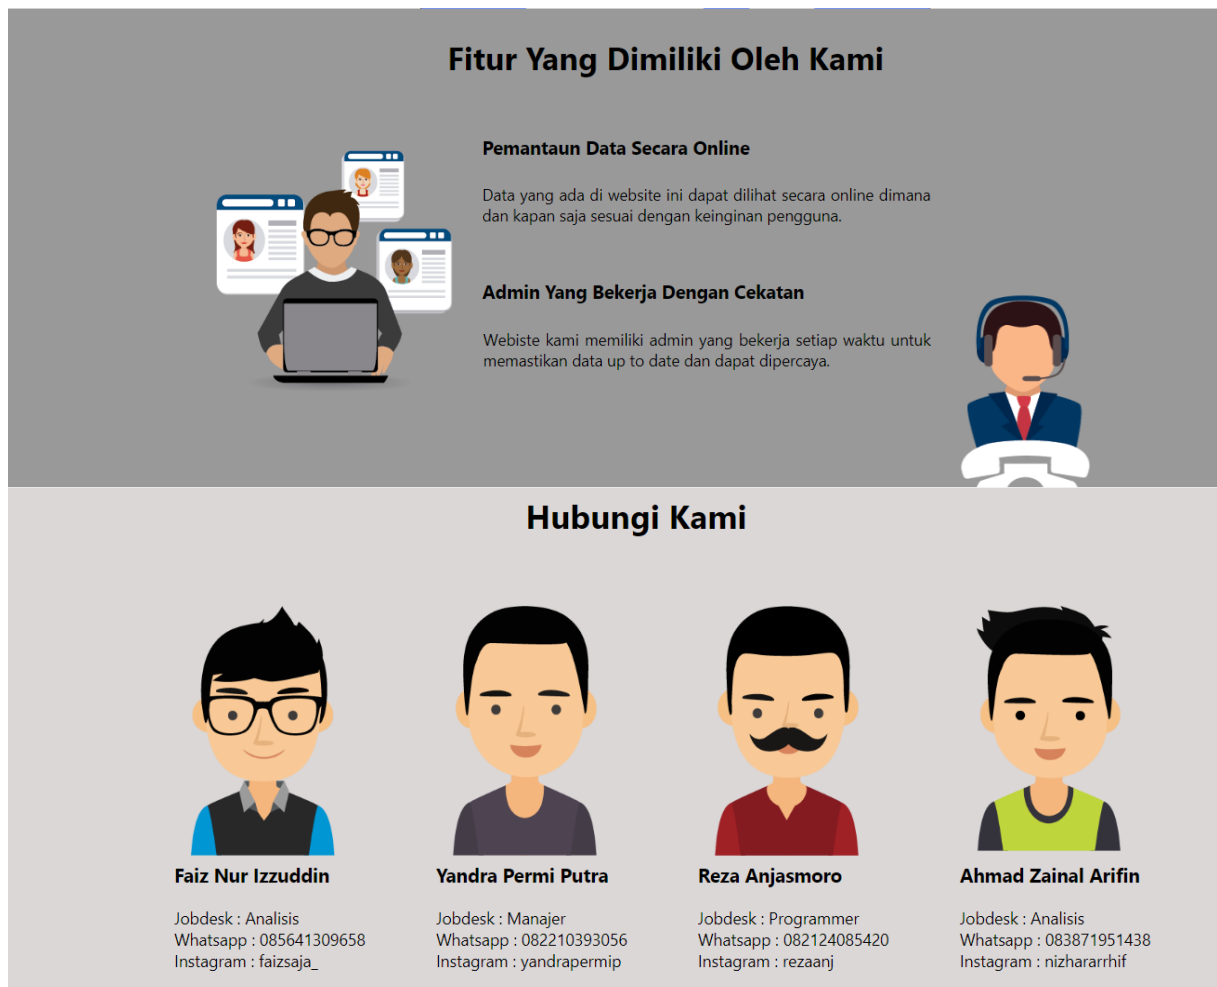 Fitur Yang Dimiliki Oleh Kami
Pemantaun Data Secara Online
Data yang ada di website ini dapat dilihat secara online dimana
dan kapan saja sesuai dengan keinginan pengguna.
Admin Yang Bekerja Dengan Cekatan
Webiste kami memiliki admin yang bekerja setiap waktu untuk
memastikan data up to date dan dapat dipercaya.
Hubungi Kami
Faiz Nur Izzuddin
Jobdesk : Analisis
Whatsapp : 085641309658
Instagram : faizsaja_
Yandra Permi Putra
Jobdesk : Manajer
Whatsapp : 082210393056
Instagram : yandrapermip
Reza Anjasmoro
Jobdesk : Programmer
Whatsapp : 082124085420
Instagram : rezaanj
Ahmad Zainal Arifin
Jobdesk : Analisis
Whatsapp : 083871951438
Instagram : nizhararrhif